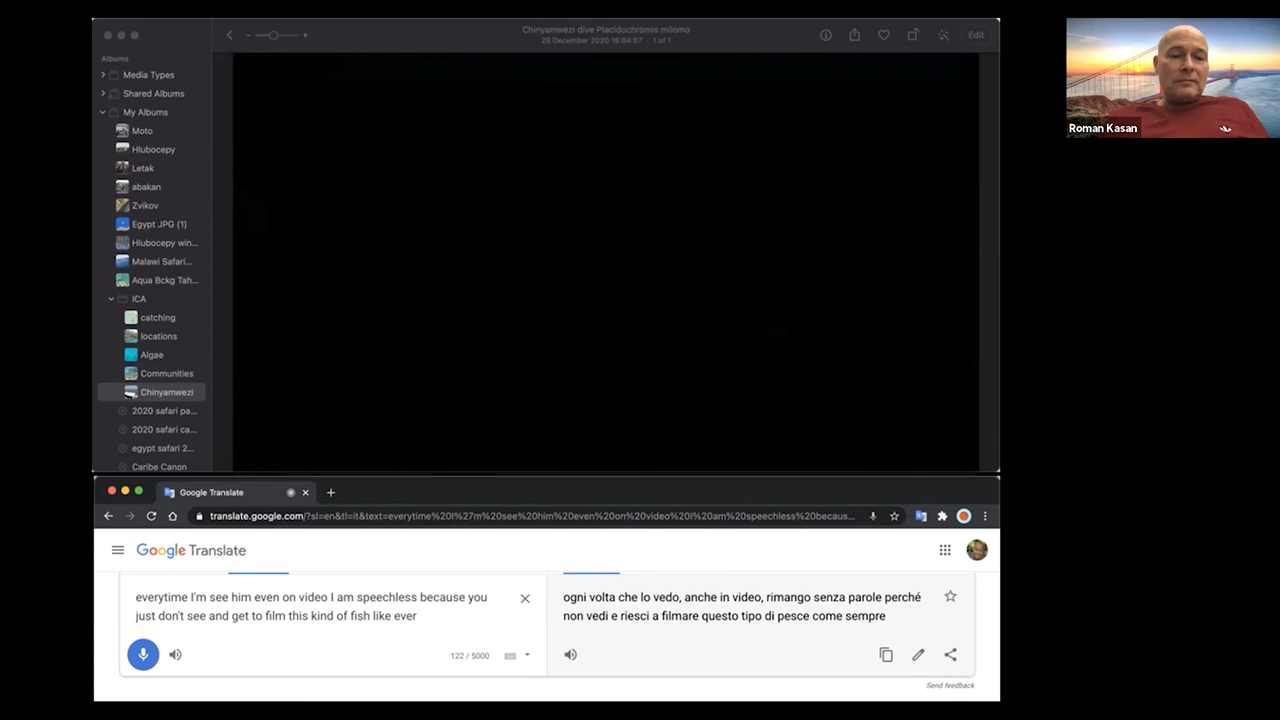 Chinyamwezi dive Placidochromis milomo
29 December 2020 18:04:57 · 1 of 1
Edit
Albums
Media Types
Shared Albums
My Albums
Moto
Hlubocepy
Letak
abakan
Zvikov
Egypt JPG (1)
Hlubocepy win...
Malawi Safari...
Aqua Bckg Tah...
ICA
catching
locations
Algae
Communities
Chinyamwezi
2020 safari pa...
2020 safari ca...
egypt safari 2...
Caribe Canon
Roman Kasan
Google Translate
translate.google.com/?sl=en&tl=it&text=everytime%20I%27m%20see%20him%20even%20on%20video%20I%20am%20speechless%20becaus...
Google Translate
everytime I'm see him even on video I am speechless because you
just don't see and get to film this kind of fish like ever
122 / 5000
ogni volta che lo vedo, anche in video, rimango senza parole perché
non vedi e riesci a filmare questo tipo di pesce come sempre
Send feedback